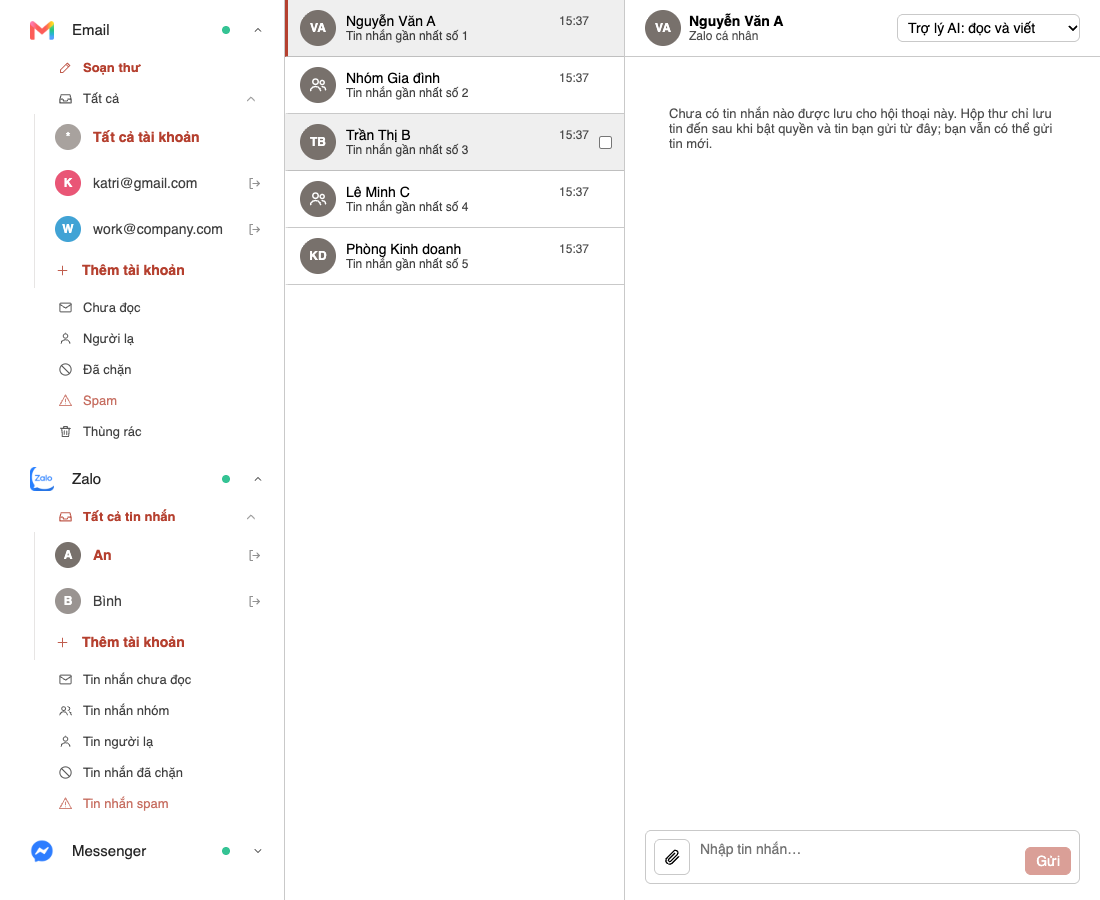 Email
Soạn thư
Tất cả
* Tất cả tài khoản
K katri@gmail.com
W work@company.com
+ Thêm tài khoản
Chưa đọc
Người lạ
Đã chặn
Spam
Thùng rác
Zalo Zalo
Tất cả tin nhắn
A An
B Bình
+ Thêm tài khoản
Tin nhắn chưa đọc
Tin nhắn nhóm
Tin người lạ
Tin nhắn đã chặn
Tin nhắn spam
Messenger
VA Nguyễn Văn A 15:37
Tin nhắn gần nhất số 1
Nhóm Gia đình 15:37
Tin nhắn gần nhất số 2
TB Trần Thị B 15:37
Tin nhắn gần nhất số 3
Lê Minh C 15:37
Tin nhắn gần nhất số 4
KD Phòng Kinh doanh 15:37
Tin nhắn gần nhất số 5
VA Nguyễn Văn A
Zalo cá nhân
Trợ lý AI: đọc và viết
Chưa có tin nhắn nào được lưu cho hội thoại này. Hộp thư chỉ lưu
tin đến sau khi bật quyền và tin bạn gửi từ đây; bạn vẫn có thể gửi
tin mới.
Nhập tin nhắn…
Gửi